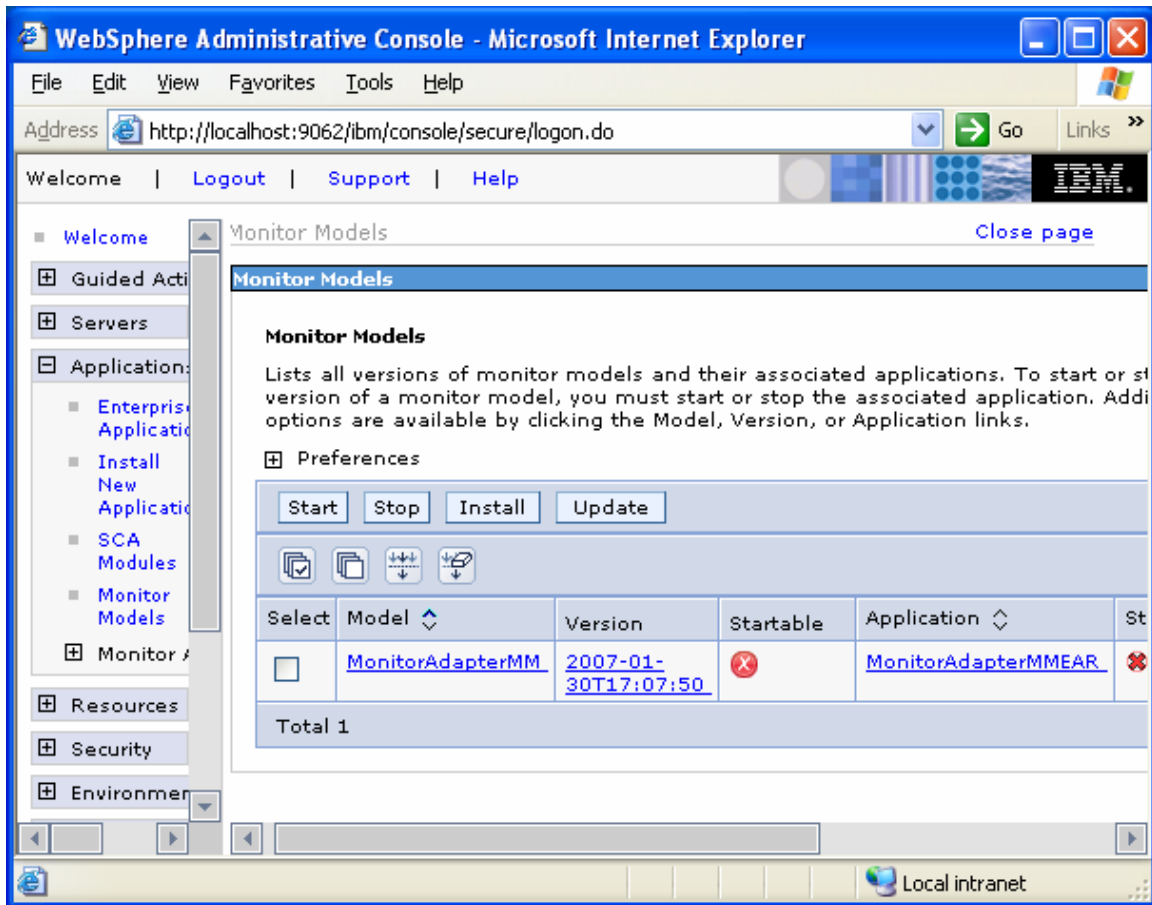 WebSphere Administrative Console - Microsoft Internet Explorer
File Edit View Favorites Tools Help
Address http://localhost:9062/ibm/console/secure/logon.do Go Links »
Welcome | Logout | Support | Help IBM.
Welcome
Guided Acti
Servers
Application
Enterpris
Applicatio
Install
New
Applicatio
SCA
Modules
Monitor
Models
Monitor
Resources
Security
Environmen
Monitor Models Close page
Monitor Models
Monitor Models
Lists all versions of monitor models and their associated applications. To start or st
version of a monitor model, you must start or stop the associated application. Addi
options are available by clicking the Model, Version, or Application links.
Preferences
Start Stop Install Update
Select Model Version Startable Application St
MonitorAdapterMM 2007-01- MonitorAdapterMMEAR
30T17:07:50
Total 1
Local intranet